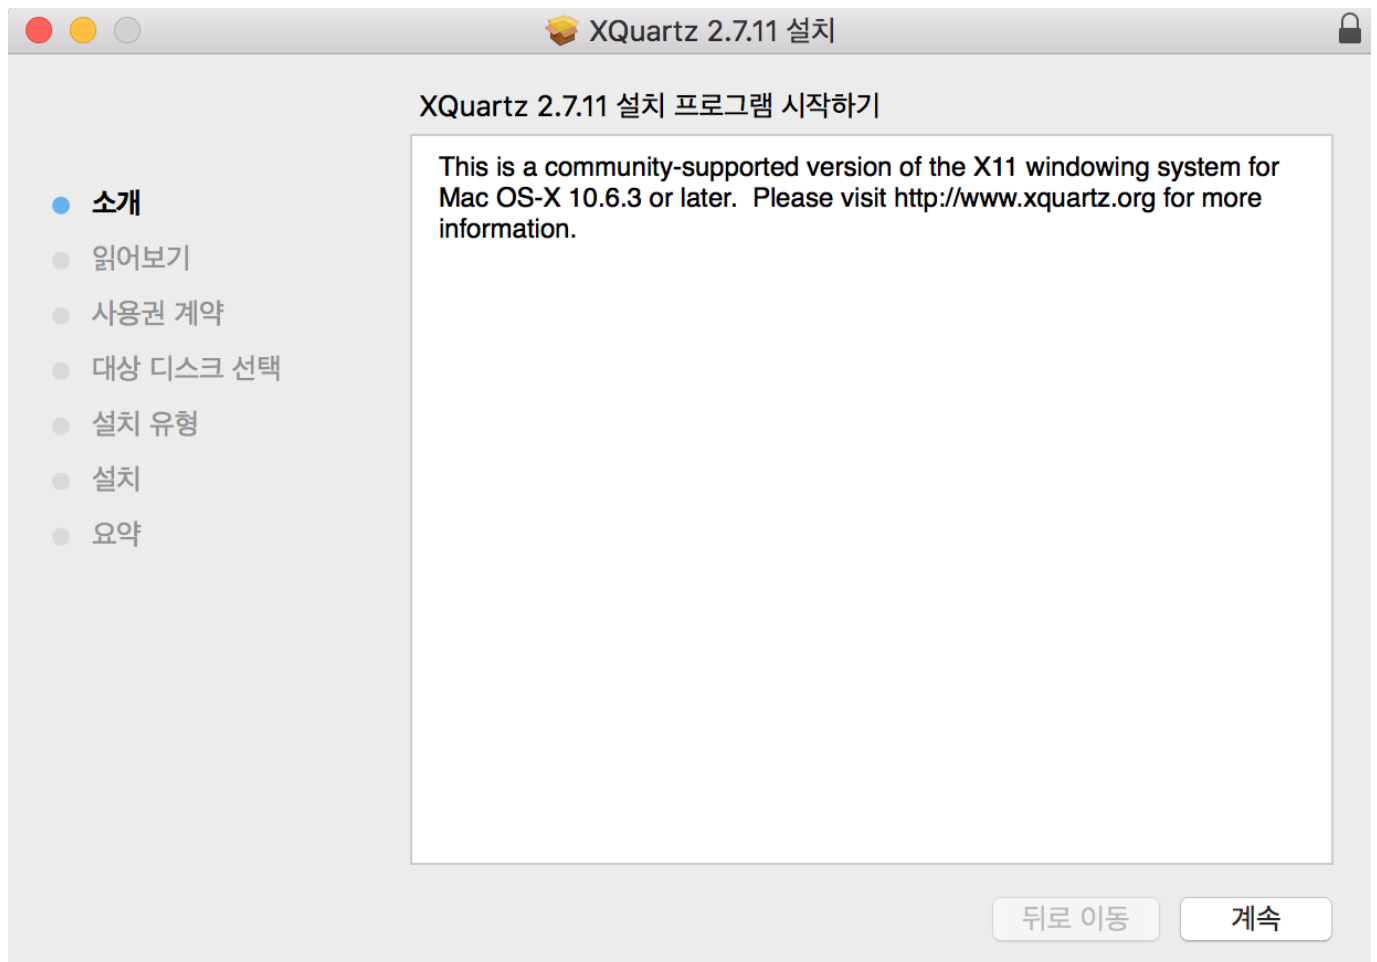 XQuartz 2.7.11 설치
XQuartz 2.7.11 설치 프로그램 시작하기
소개
읽어보기
사용권 계약
대상 디스크 선택
설치 유형
설치
요약
This is a community-supported version of the X11 windowing system for
Mac OS-X 10.6.3 or later.  Please visit http://www.xquartz.org for more
information.
뒤로 이동
계속